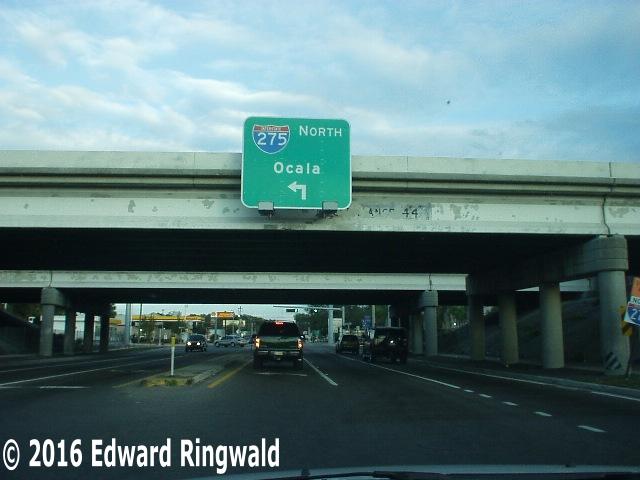 INTERSTATE
275 NORTH
Ocala
© 2016 Edward Ringwald